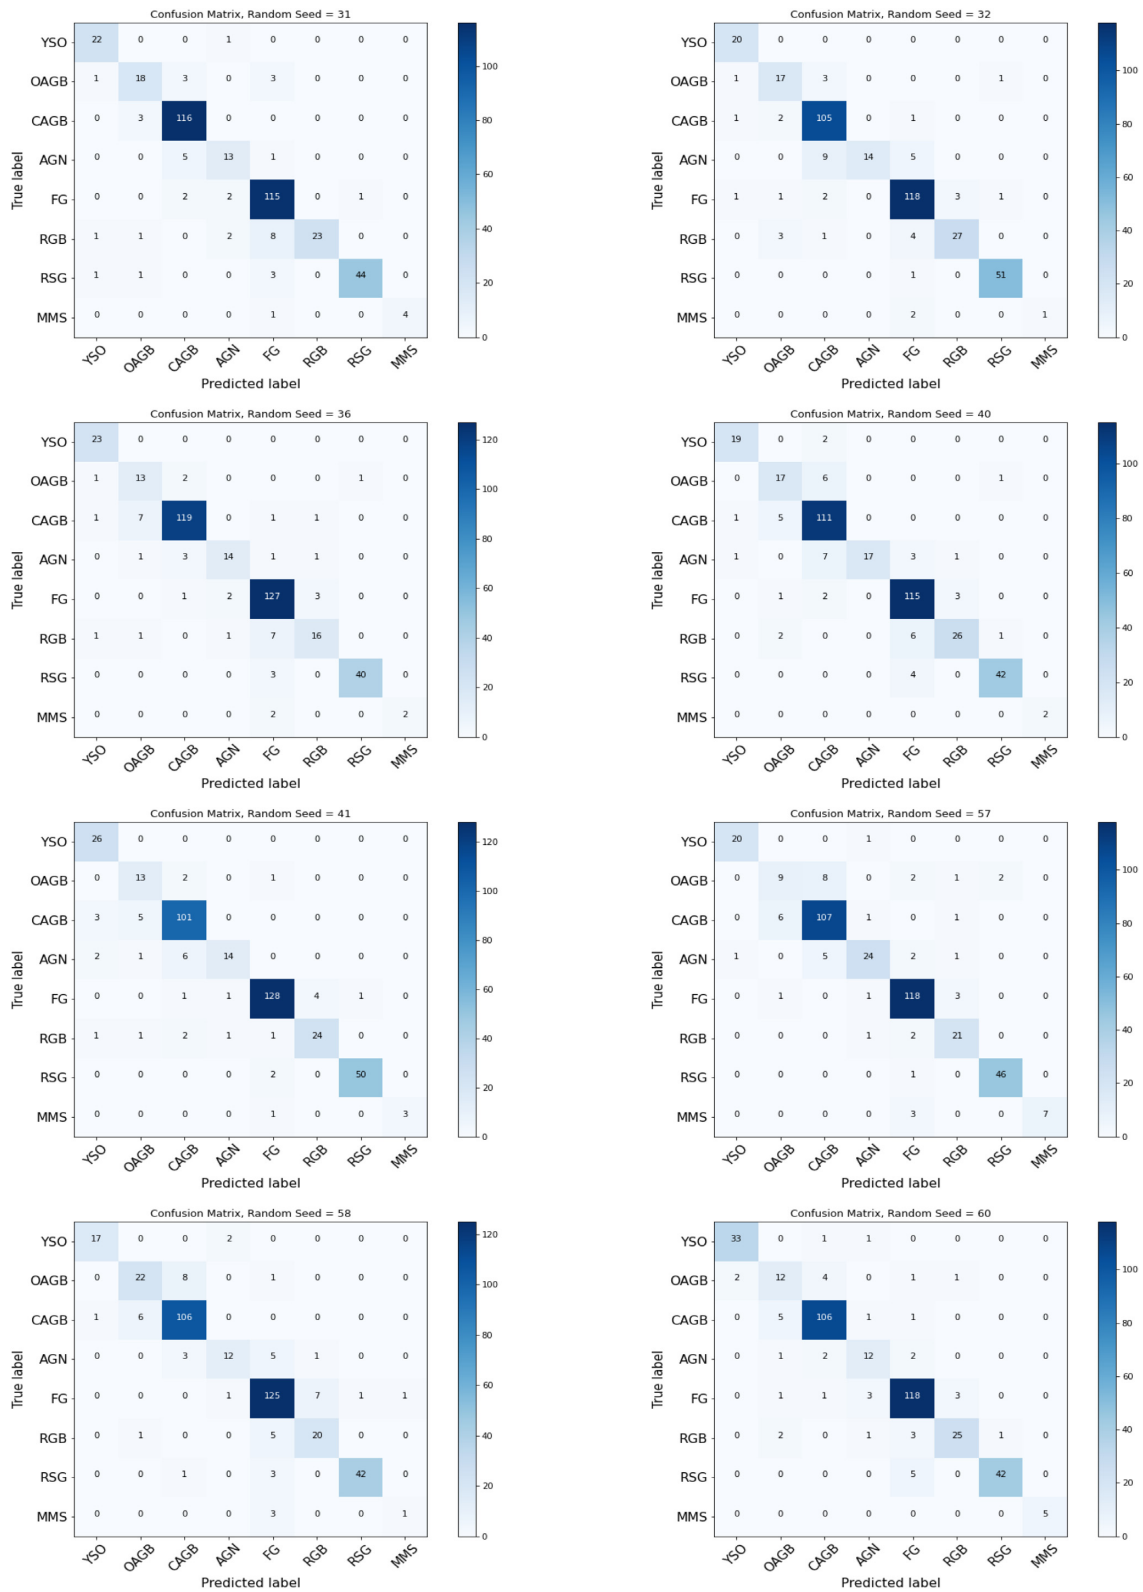 Confusion Matrix, Random Seed = 31
True label
YSO 22 0 0 1 0 0 0 0
OAGB 1 18 3 0 3 0 0 0
CAGB 0 3 116 0 0 0 0 0
AGN 0 0 5 13 1 0 0 0
FG 0 0 2 2 115 0 1 0
RGB 1 1 0 2 8 23 0 0
RSG 1 1 0 0 3 0 44 0
MMS 0 0 0 0 1 0 0 4
YSO OAGB CAGB AGN FG RGB RSG MMS
Predicted label
100
80
60
40
20
0
Confusion Matrix, Random Seed = 32
True label
YSO 20 0 0 0 0 0 0 0
OAGB 1 17 3 0 0 0 1 0
CAGB 1 2 105 0 1 0 0 0
AGN 0 0 9 14 5 0 0 0
FG 1 1 2 0 118 3 1 0
RGB 0 3 1 0 4 27 0 0
RSG 0 0 0 0 1 0 51 0
MMS 0 0 0 0 2 0 0 1
YSO OAGB CAGB AGN FG RGB RSG MMS
Predicted label
100
80
60
40
20
0
Confusion Matrix, Random Seed = 36
True label
YSO 23 0 0 0 0 0 0 0
OAGB 1 13 2 0 0 0 1 0
CAGB 1 7 119 0 1 1 0 0
AGN 0 1 3 14 1 1 0 0
FG 0 0 1 2 127 3 0 0
RGB 1 1 0 1 7 16 0 0
RSG 0 0 0 0 3 0 40 0
MMS 0 0 0 0 2 0 0 2
YSO OAGB CAGB AGN FG RGB RSG MMS
Predicted label
120
100
80
60
40
20
0
Confusion Matrix, Random Seed = 40
True label
YSO 19 0 2 0 0 0 0 0
OAGB 0 17 6 0 0 0 1 0
CAGB 1 5 111 0 0 0 0 0
AGN 1 0 7 17 3 1 0 0
FG 0 1 2 0 115 3 0 0
RGB 0 2 0 0 6 26 1 0
RSG 0 0 0 0 4 0 42 0
MMS 0 0 0 0 0 0 0 2
YSO OAGB CAGB AGN FG RGB RSG MMS
Predicted label
100
80
60
40
20
0
Confusion Matrix, Random Seed = 41
True label
YSO 26 0 0 0 0 0 0 0
OAGB 0 13 2 0 1 0 0 0
CAGB 3 5 101 0 0 0 0 0
AGN 2 1 6 14 0 0 0 0
FG 0 0 1 1 128 4 1 0
RGB 1 1 2 1 1 24 0 0
RSG 0 0 0 0 2 0 50 0
MMS 0 0 0 0 1 0 0 3
YSO OAGB CAGB AGN FG RGB RSG MMS
Predicted label
120
100
80
60
40
20
0
Confusion Matrix, Random Seed = 57
True label
YSO 20 0 0 1 0 0 0 0
OAGB 0 9 8 0 2 1 2 0
CAGB 0 6 107 1 0 1 0 0
AGN 1 0 5 24 2 1 0 0
FG 0 1 0 1 118 3 0 0
RGB 0 0 0 1 2 21 0 0
RSG 0 0 0 0 1 0 46 0
MMS 0 0 0 0 3 0 0 7
YSO OAGB CAGB AGN FG RGB RSG MMS
Predicted label
100
80
60
40
20
0
Confusion Matrix, Random Seed = 58
True label
YSO 17 0 0 2 0 0 0 0
OAGB 0 22 8 0 1 0 0 0
CAGB 1 6 106 0 0 0 0 0
AGN 0 0 3 12 5 1 0 0
FG 0 0 0 1 125 7 1 1
RGB 0 1 0 0 5 20 0 0
RSG 0 0 1 0 3 0 42 0
MMS 0 0 0 0 3 0 0 1
YSO OAGB CAGB AGN FG RGB RSG MMS
Predicted label
120
100
80
60
40
20
0
Confusion Matrix, Random Seed = 60
True label
YSO 33 0 1 1 0 0 0 0
OAGB 2 12 4 0 1 1 0 0
CAGB 0 5 106 1 1 0 0 0
AGN 0 1 2 12 2 0 0 0
FG 0 1 1 3 118 3 0 0
RGB 0 2 0 1 3 25 1 0
RSG 0 0 0 0 5 0 42 0
MMS 0 0 0 0 0 0 0 5
YSO OAGB CAGB AGN FG RGB RSG MMS
Predicted label
100
80
60
40
20
0